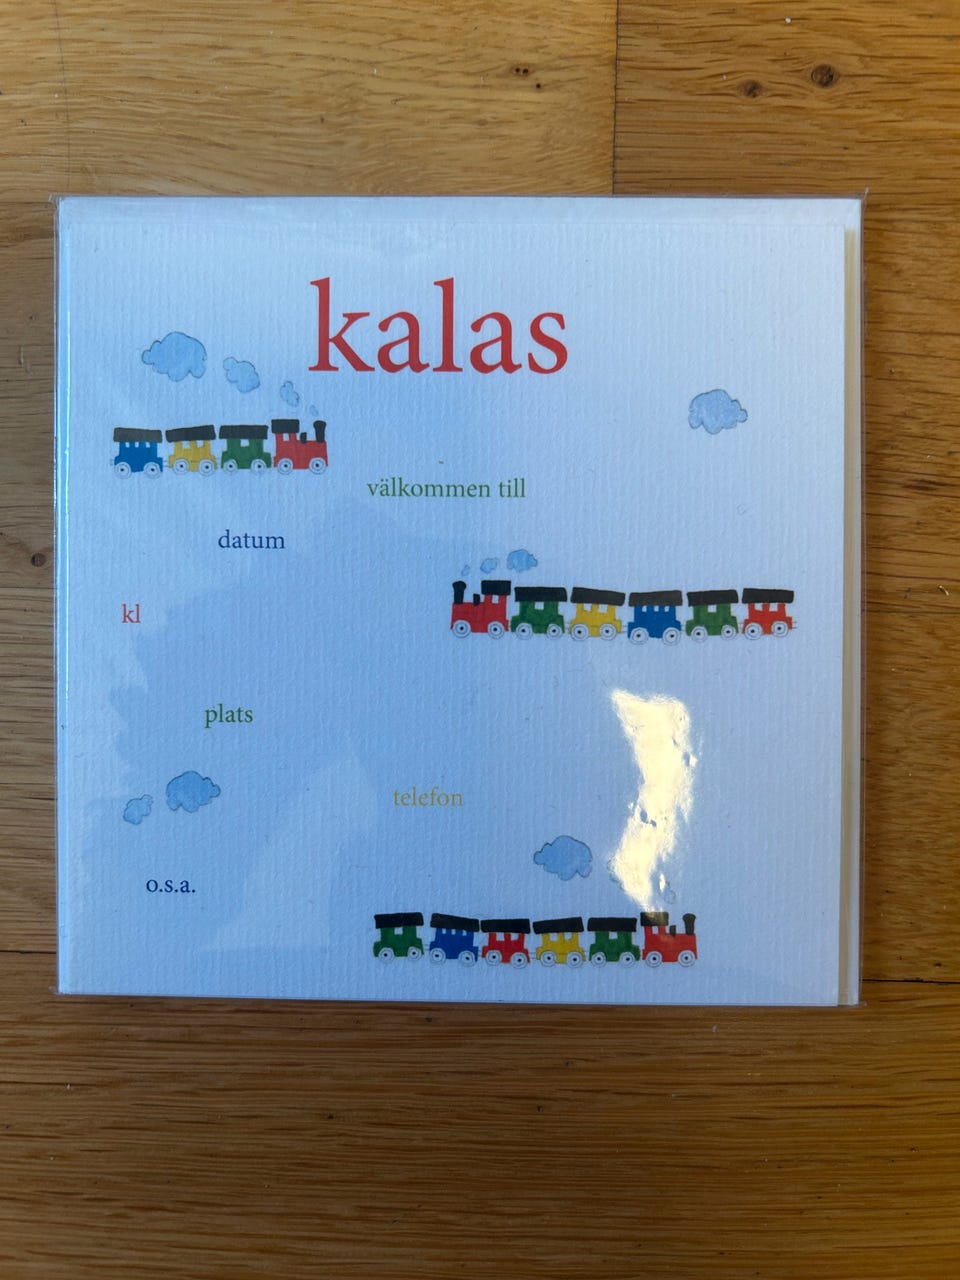 kalas
välkommen till
datum
kl
plats
telefon
o.s.a.